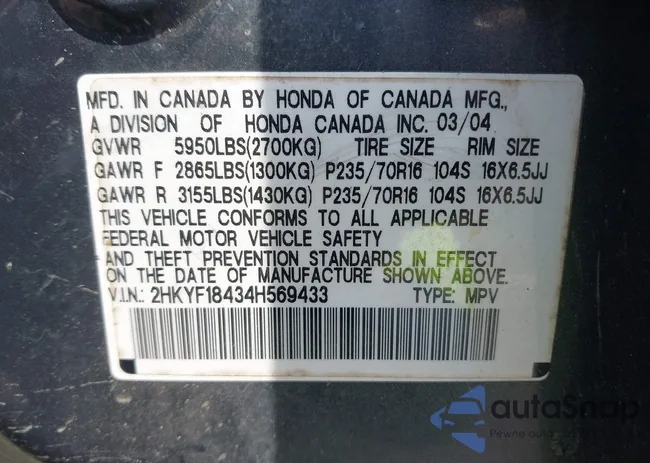 MFD. IN CANADA BY HONDA OF CANADA MFG.,
A DIVISION OF HONDA CANADA INC. 03/04
GVWR 5950LBS(2700KG) TIRE SIZE RIM SIZE
GAWR F 2865LBS(1300KG) P235/70R16 104S 16X6.5JJ
GAWR R 3155LBS(1430KG) P235/70R16 104S 16X6.5JJ
THIS VEHICLE CONFORMS TO ALL APPLICABLE
FEDERAL MOTOR VEHICLE SAFETY
AND THEFT PREVENTION STANDARDS IN EFFECT
ON THE DATE OF MANUFACTURE SHOWN ABOVE.
V.I.N.: 2HKYF18434H569433 TYPE: MPV
autaSnap
Pewne auto